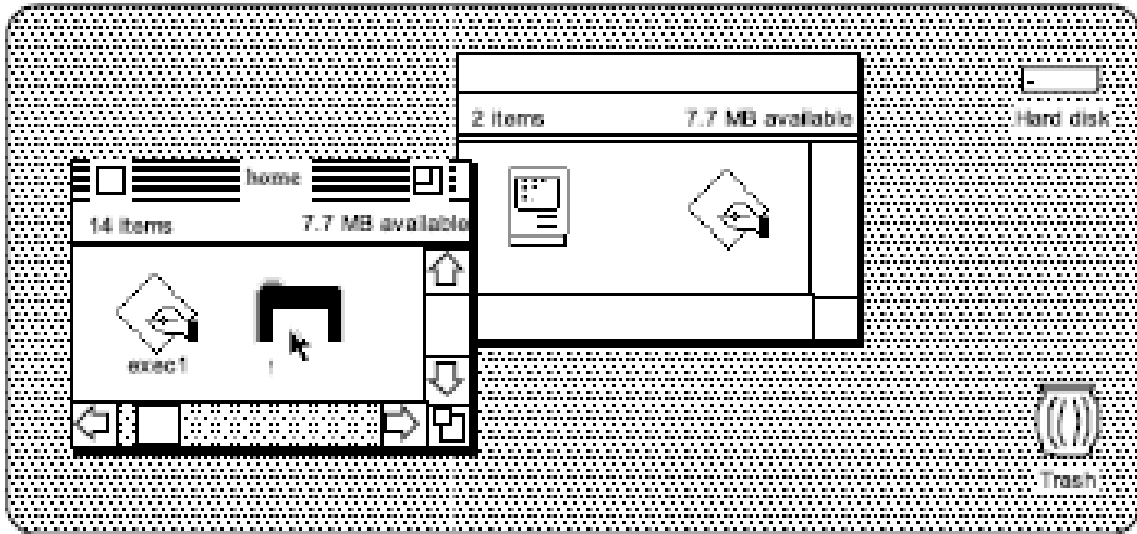 2 items 7.7 MB available
Hard disk
home
14 items 7.7 MB available
exec1
Trash